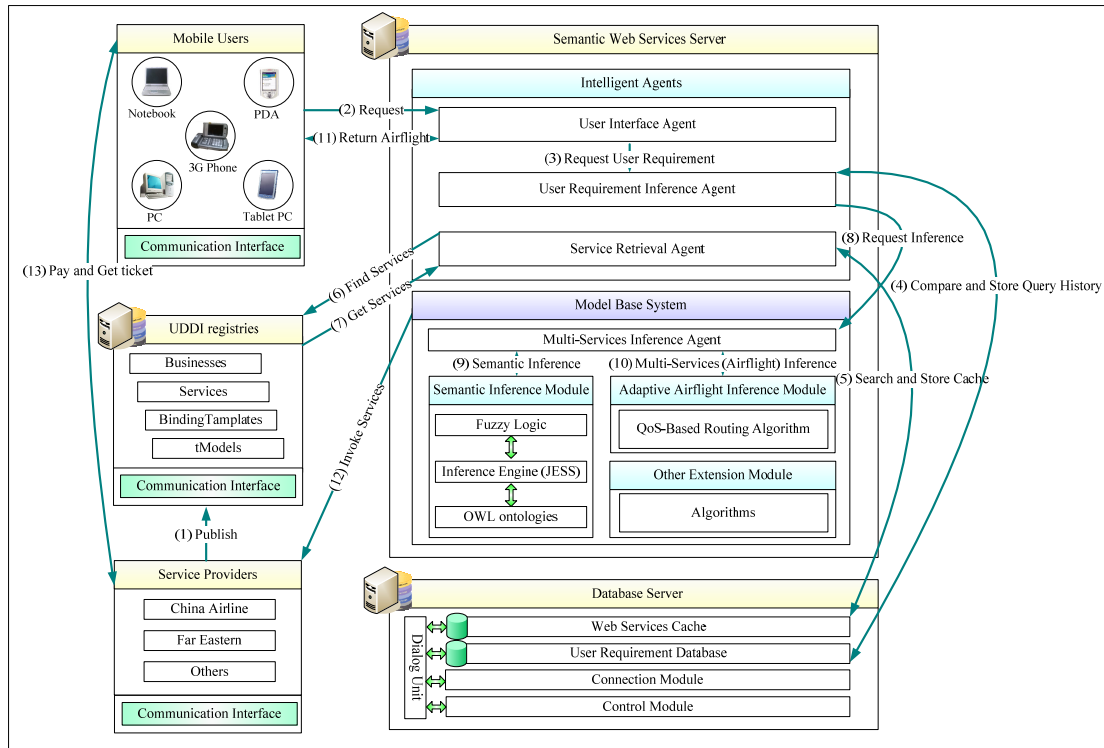 Mobile Users
Notebook
PDA
3G Phone
PC
Tablet PC
Communication Interface
(2) Request
(11) Return Airflight
(13) Pay and Get ticket
(6) Find Services
(7) Get Services
UDDI registries
Businesses
Services
BindingTamplates
tModels
Communication Interface
(1) Publish
(12) Invoke Services
Service Providers
China Airline
Far Eastern
Others
Communication Interface
Semantic Web Services Server
Intelligent Agents
User Interface Agent
(3) Request User Requirement
User Requirement Inference Agent
Service Retrieval Agent
(8) Request Inference
(4) Compare and Store Query History
(5) Search and Store Cache
Model Base System
Multi-Services Inference Agent
(9) Semantic Inference
(10) Multi-Services (Airflight) Inference
Semantic Inference Module
Fuzzy Logic
Inference Engine (JESS)
OWL ontologies
Adaptive Airflight Inference Module
QoS-Based Routing Algorithm
Other Extension Module
Algorithms
Database Server
Dialog Unit
Web Services Cache
User Requirement Database
Connection Module
Control Module